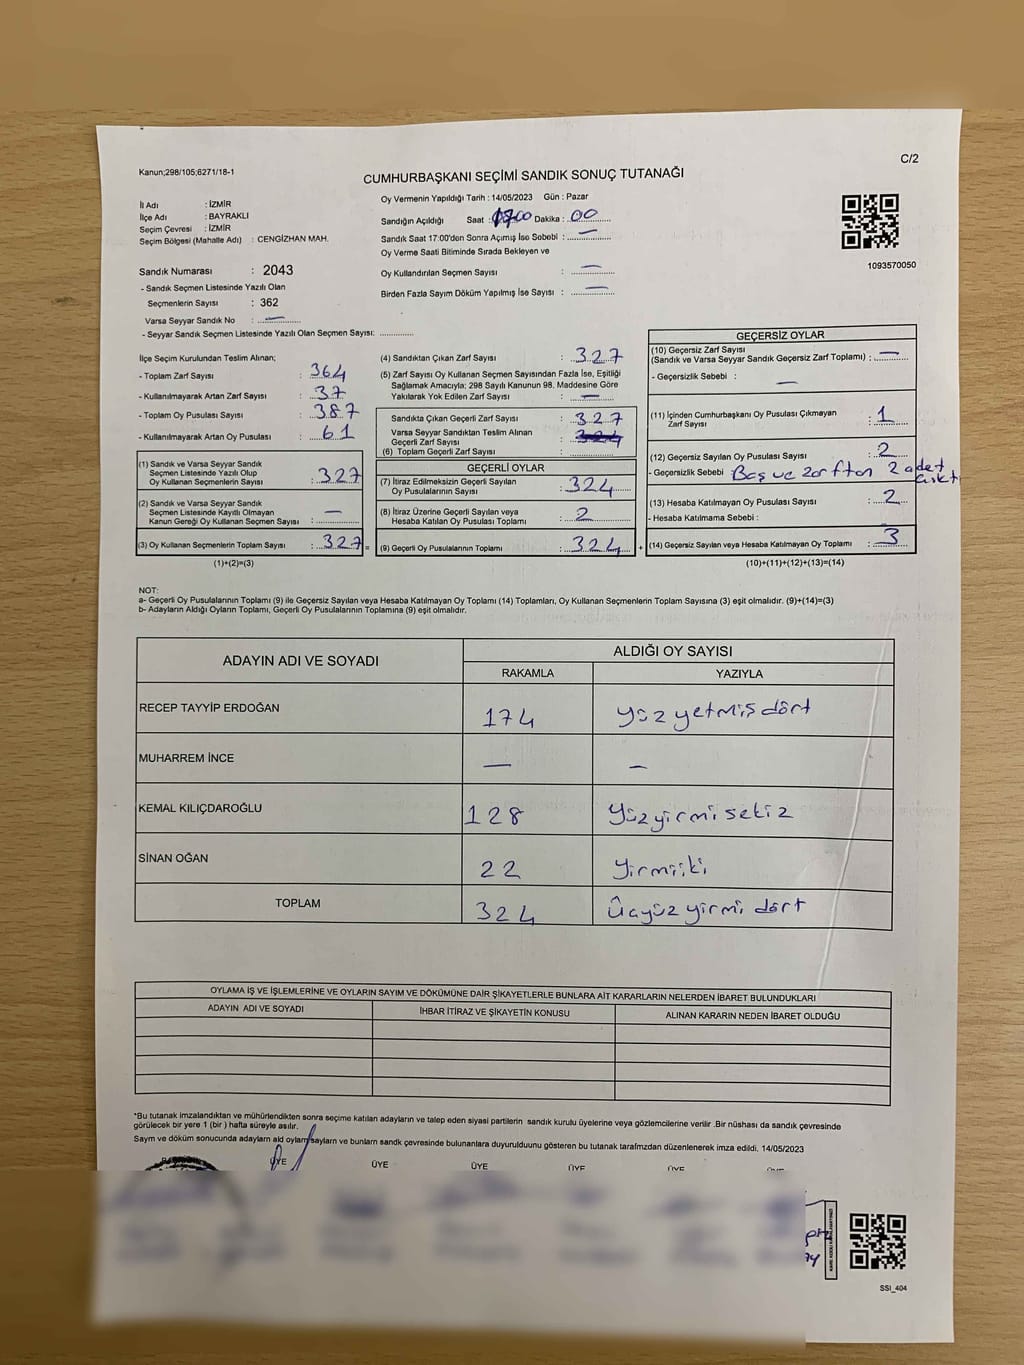 C/2
Kanun;298/105;6271/18-1
CUMHURBAŞKANI SEÇİMİ SANDIK SONUÇ TUTANAĞI
İl Adı : İZMİR
İlçe Adı : BAYRAKLI
Seçim Çevresi : İZMİR
Seçim Bölgesi (Mahalle Adı) : CENGİZHAN MAH.
Sandık Numarası : 2043
- Sandık Seçmen Listesinde Yazılı Olan
Seçmenlerin Sayısı : 362
Varsa Seyyar Sandık No : —
- Seyyar Sandık Seçmen Listesinde Yazılı Olan Seçmen Sayısı:
Oy Vermenin Yapıldığı Tarih : 14/05/2023 Gün : Pazar
Sandığın Açıldığı Saat : 17:00 Dakika : 00
Sandık Saat 17:00'den Sonra Açımış İse Sebebi : —
Oy Verme Saati Bitiminde Sırada Bekleyen ve
Oy Kullandırılan Seçmen Sayısı : —
Birden Fazla Sayım Döküm Yapılmış İse Sayısı : —
1093570050
İlçe Seçim Kurulundan Teslim Alınan;
- Toplam Zarf Sayısı : 364
- Kullanılmayarak Artan Zarf Sayısı : 37
- Toplam Oy Pusulası Sayısı : 387
- Kullanılmayarak Artan Oy Pusulası : 61
(1) Sandık ve Varsa Seyyar Sandık
Seçmen Listesinde Yazılı Olup
Oy Kullanan Seçmenlerin Sayısı : 327
(2) Sandık ve Varsa Seyyar Sandık
Seçmen Listesinde Kayıtlı Olmayan
Kanun Gereği Oy Kullanan Seçmen Sayısı : —
(3) Oy Kullanan Seçmenlerin Toplam Sayısı : 327 =
(1)+(2)=(3)
(4) Sandıktan Çıkan Zarf Sayısı : 327
(5) Zarf Sayısı Oy Kullanan Seçmen Sayısından Fazla İse, Eşitliği
Sağlamak Amacıyla; 298 Sayılı Kanunun 98. Maddesine Göre
Yakılarak Yok Edilen Zarf Sayısı : —
Sandıkta Çıkan Geçerli Zarf Sayısı : 327
Varsa Seyyar Sandıktan Teslim Alınan
Geçerli Zarf Sayısı :
(6) Toplam Geçerli Zarf Sayısı :
GEÇERLİ OYLAR
(7) İtiraz Edilmeksizin Geçerli Sayılan
Oy Pusulalarının Sayısı : 324
(8) İtiraz Üzerine Geçerli Sayılan veya
Hesaba Katılan Oy Pusulası Toplamı : 2
(9) Geçerli Oy Pusulalarının Toplamı : 324 +
GEÇERSİZ OYLAR
(10) Geçersiz Zarf Sayısı
(Sandık ve Varsa Seyyar Sandık Geçersiz Zarf Toplamı) : —
- Geçersizlik Sebebi : —
(11) İçinden Cumhurbaşkanı Oy Pusulası Çıkmayan
Zarf Sayısı : 1
(12) Geçersiz Sayılan Oy Pusulası Sayısı : 2
- Geçersizlik Sebebi Boş ve zarftan 2 adet
çıktı
(13) Hesaba Katılmayan Oy Pusulası Sayısı : 2
- Hesaba Katılmama Sebebi :
(14) Geçersiz Sayılan veya Hesaba Katılmayan Oy Toplamı : 3
(10)+(11)+(12)+(13)=(14)
NOT:
a- Geçerli Oy Pusulalarının Toplamı (9) ile Geçersiz Sayılan veya Hesaba Katılmayan Oy Toplamı (14) Toplamları, Oy Kullanan Seçmenlerin Toplam Sayısına (3) eşit olmalıdır. (9)+(14)=(3)
b- Adayların Aldığı Oyların Toplamı, Geçerli Oy Pusulalarının Toplamına (9) eşit olmalıdır.
ADAYIN ADI VE SOYADI
ALDIĞI OY SAYISI
RAKAMLA YAZIYLA
RECEP TAYYİP ERDOĞAN 174 yüz yetmiş dört
MUHARREM İNCE — —
KEMAL KILIÇDAROĞLU 128 yüz yirmi sekiz
SİNAN OĞAN 22 yirmi iki
TOPLAM 324 Üçyüz yirmi dört
OYLAMA İŞ VE İŞLEMLERİNE VE OYLARIN SAYIM VE DÖKÜMÜNE DAİR ŞİKAYETLERLE BUNLARA AİT KARARLARIN NELERDEN İBARET BULUNDUKLARI
ADAYIN ADI VE SOYADI İHBAR İTİRAZ VE ŞİKAYETİN KONUSU ALINAN KARARIN NEDEN İBARET OLDUĞU
*Bu tutanak imzalandıktan ve mühürlendikten sonra seçime katılan adayların ve talep eden siyasi partilerin sandık kurulu üyelerine veya gözlemcilerine verilir .Bir nüshası da sandık çevresinde
görülecek bir yere 1 (bir ) hafta süreyle asılır.
Sayım ve döküm sonucunda adayların ald oyların saylarn ve bunların sandk çevresinde bulunanlara duyurulduunu gösteren bu tutanak tarafmzdan düzenlenerek imza edildi. 14/05/2023
ÜYE ÜYE ÜYE ÜYE ÜYE
SSI_404